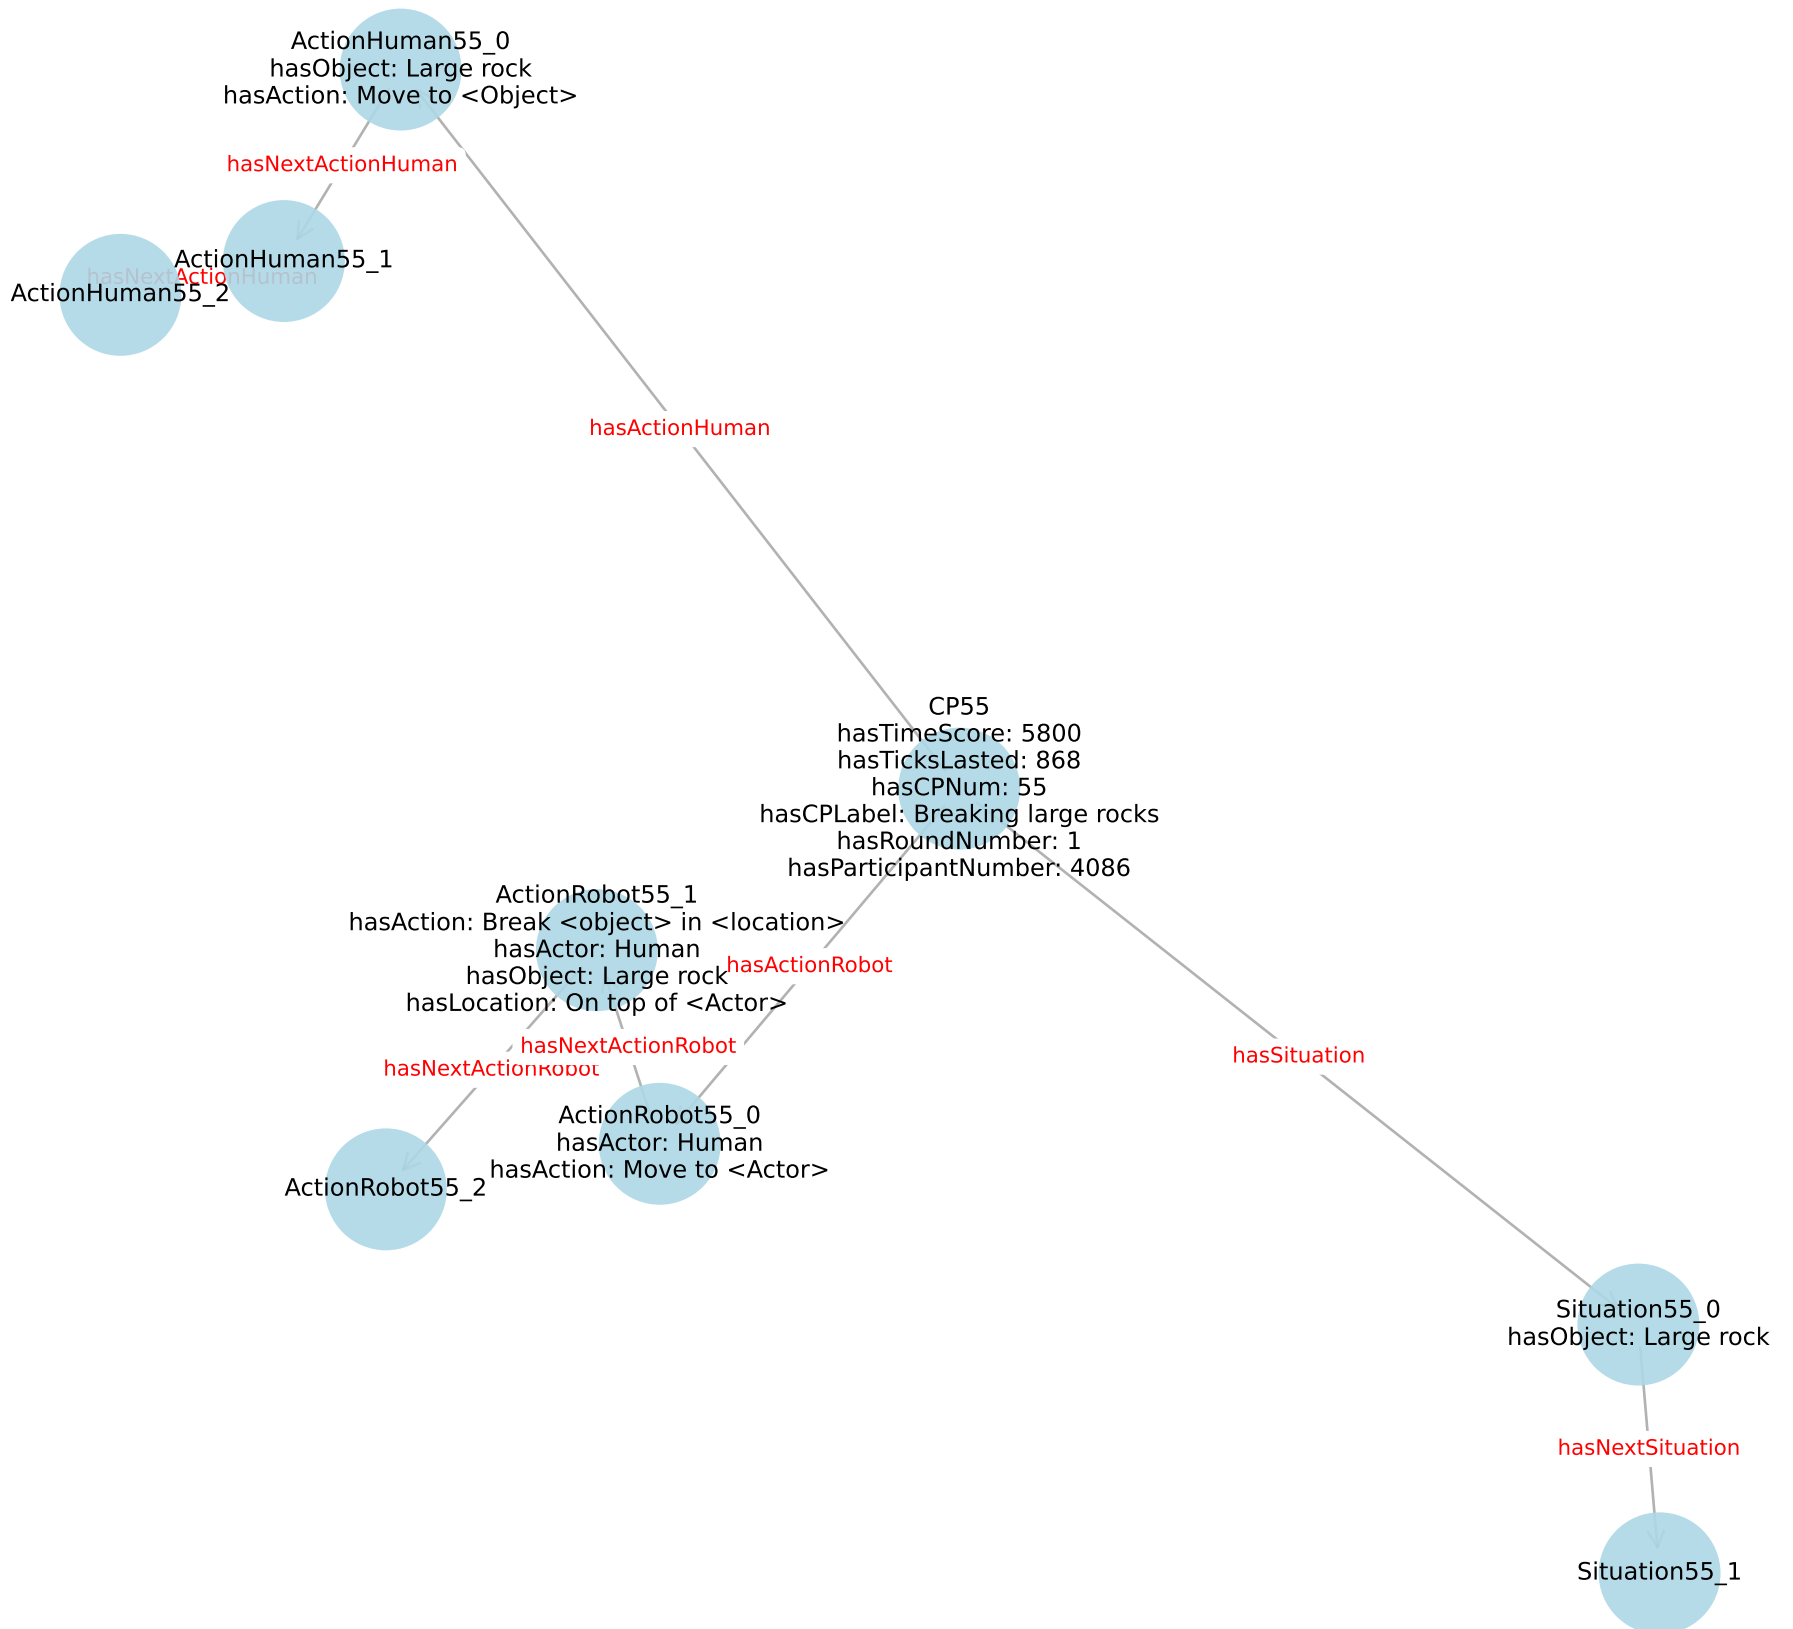 ActionHuman55_0
hasObject: Large rock
hasAction: Move to <Object>
hasNextActionHuman
ActionHuman55_1
hasNextActionHuman
ActionHuman55_2
hasActionHuman
CP55
hasTimeScore: 5800
hasTicksLasted: 868
hasCPNum: 55
hasCPLabel: Breaking large rocks
hasRoundNumber: 1
hasParticipantNumber: 4086
ActionRobot55_1
hasAction: Break <object> in <location>
hasActor: Human
hasObject: Large rock
hasLocation: On top of <Actor>
hasActionRobot
hasNextActionRobot
hasNextActionRobot
hasSituation
ActionRobot55_0
hasActor: Human
hasAction: Move to <Actor>
ActionRobot55_2
Situation55_0
hasObject: Large rock
hasNextSituation
Situation55_1